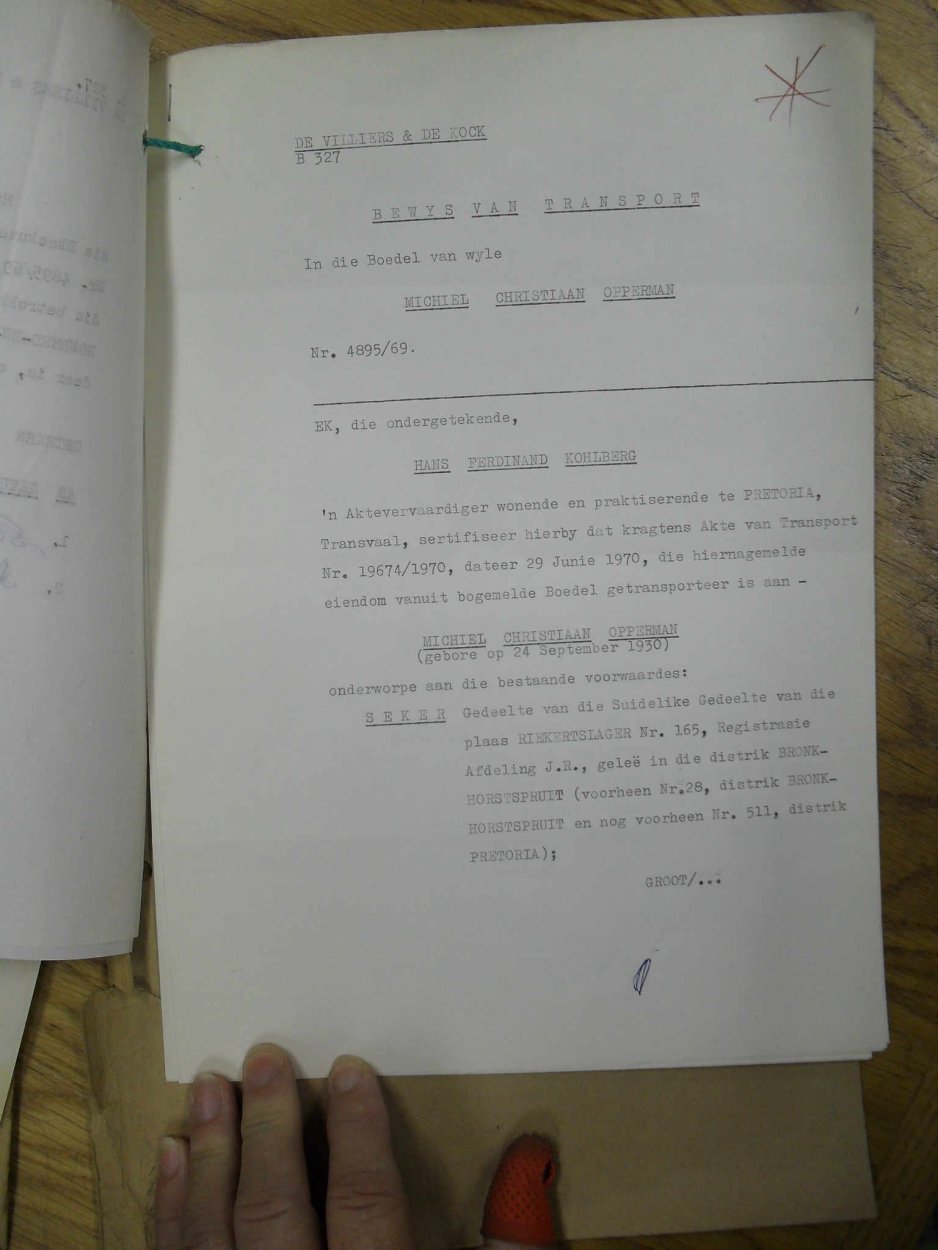 DE VILLIERS & DE KOCK
B 327
BEWYS VAN TRANSPORT
In die Boedel van wyle
MICHIEL CHRISTIAAN OPPERMAN
Nr. 4895/69.
EK, die ondergetekende,
HANS FERDINAND KOHLBERG
'n Aktevervaardiger wonende en praktiserende te PRETORIA,
Transvaal, sertifiseer hierby dat kragtens Akte van Transport
Nr. 19674/1970, dateer 29 Junie 1970, die hiernagemelde
eiendom vanuit bogemelde Boedel getransporteer is aan -
MICHIEL CHRISTIAAN OPPERMAN
(gebore op 24 September 1930)
onderworpe aan die bestaande voorwaardes:
SEKER Gedeelte van die Suidelike Gedeelte van die
plaas RIEKERTSLAGER Nr. 165, Registrasie
Afdeling J.R., geleë in die distrik BRONK-
HORSTSPRUIT (voorheen Nr.28, distrik BRONK-
HORSTSPRUIT en nog voorheen Nr. 511, distrik
PRETORIA);
GROOT/...